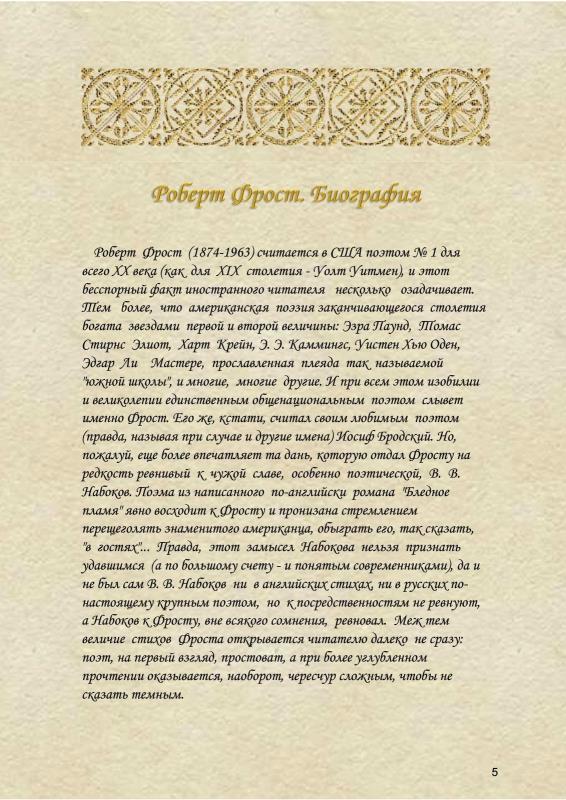 Роберт Фрост. Биография
Роберт Фрост (1874-1963) считается в США поэтом № 1 для
всего XX века (как для XIX столетия - Уолт Уитмен), и этот
бесспорный факт иностранного читателя несколько озадачивает.
Тем более, что американская поэзия заканчивающегося столетия
богата звездами первой и второй величины: Эзра Паунд, Томас
Стирнс Элиот, Харт Крейн, Э. Э. Каммингс, Уистен Хью Оден,
Эдгар Ли Мастерс, прославленная плеяда так называемой
"южной школы", и многие, многие другие. И при всем этом изобилии
и великолепии единственным общенациональным поэтом слывет
именно Фрост. Его же, кстати, считал своим любимым поэтом
(правда, называя при случае и другие имена) Иосиф Бродский. Но,
пожалуй, еще более впечатляет та дань, которую отдал Фросту на
редкость ревнивый к чужой славе, особенно поэтической, В. В.
Набоков. Поэма из написанного по-английски романа "Бледное
пламя" явно восходит к Фросту и пронизана стремлением
перещеголять знаменитого американца, обыграть его, так сказать,
"в гостях"... Правда, этот замысел Набокова нельзя признать
удавшимся (а по большому счету - и понятым современниками), да и
не был сам В. В. Набоков ни в английских стихах, ни в русских по-
настоящему крупным поэтом, но к посредственностям не ревнуют,
а Набоков к Фросту, вне всякого сомнения, ревновал. Меж тем
величие стихов Фроста открывается читателю далеко не сразу:
поэт, на первый взгляд, простоват, а при более углубленном
прочтении оказывается, наоборот, чересчур сложным, чтобы не
сказать темным.
5